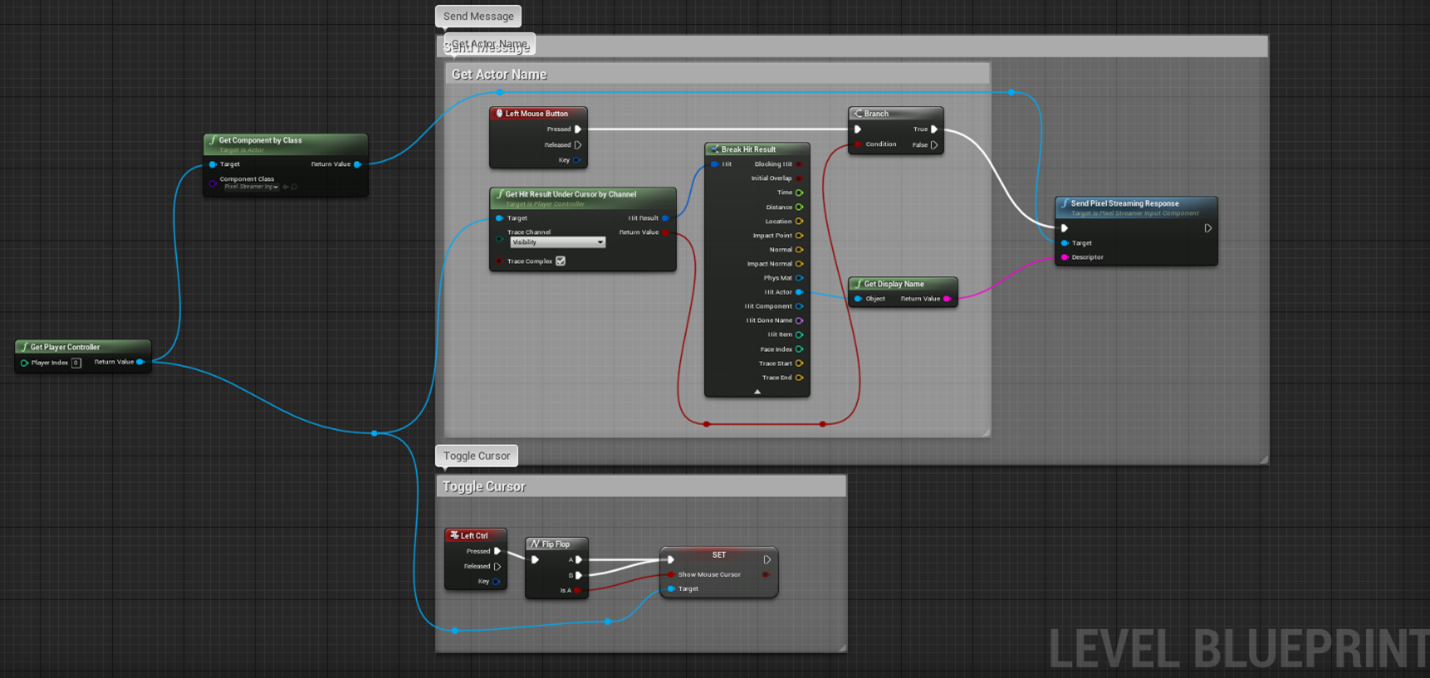 Send Message
Get Actor Name
Send Message
Get Actor Name
Left Mouse Button
Pressed
Released
Key
Branch
True
Condition
False
Get Component by Class
Target is Actor
Target
Return Value
Component Class
Pixel Streamer Inp
Break Hit Result
Hit
Blocking Hit
Initial Overlap
Time
Distance
Location
Impact Point
Normal
Impact Normal
Phys Mat
Hit Actor
Hit Component
Hit Bone Name
Hit Item
Face Index
Trace Start
Trace End
Get Hit Result Under Cursor by Channel
Target is Player Controller
Target
Hit Result
Trace Channel
Return Value
Visibility
Trace Complex
Send Pixel Streaming Response
Target is Pixel Streamer Input Component
Target
Descriptor
Get Display Name
Object
Return Value
Get Player Controller
Player Index 0
Return Value
Toggle Cursor
Toggle Cursor
Left Ctrl
Pressed
Released
Key
Flip Flop
A
B
Is A
SET
Show Mouse Cursor
Target
LEVEL BLUEPRINT